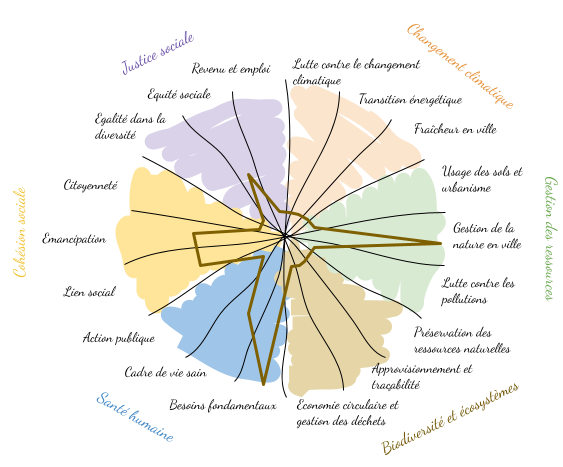 Justice sociale
Changement climatique
Revenu et emploi
Lutte contre le changement
climatique
Equité sociale
Transition énergétique
Egalité dans la
diversité
Fraîcheur en ville
Citoyenneté
Usage des sols et
urbanisme
Cohésion sociale
Gestion des ressources
Emancipation
Gestion de la
nature en ville
Lien social
Lutte contre les
pollutions
Action publique
Préservation des
ressources naturelles
Cadre de vie sain
Approvisionnement et
traçabilité
Santé humaine
Besoins fondamentaux
Economie circulaire et
gestion des déchets
Biodiversité et écosystèmes